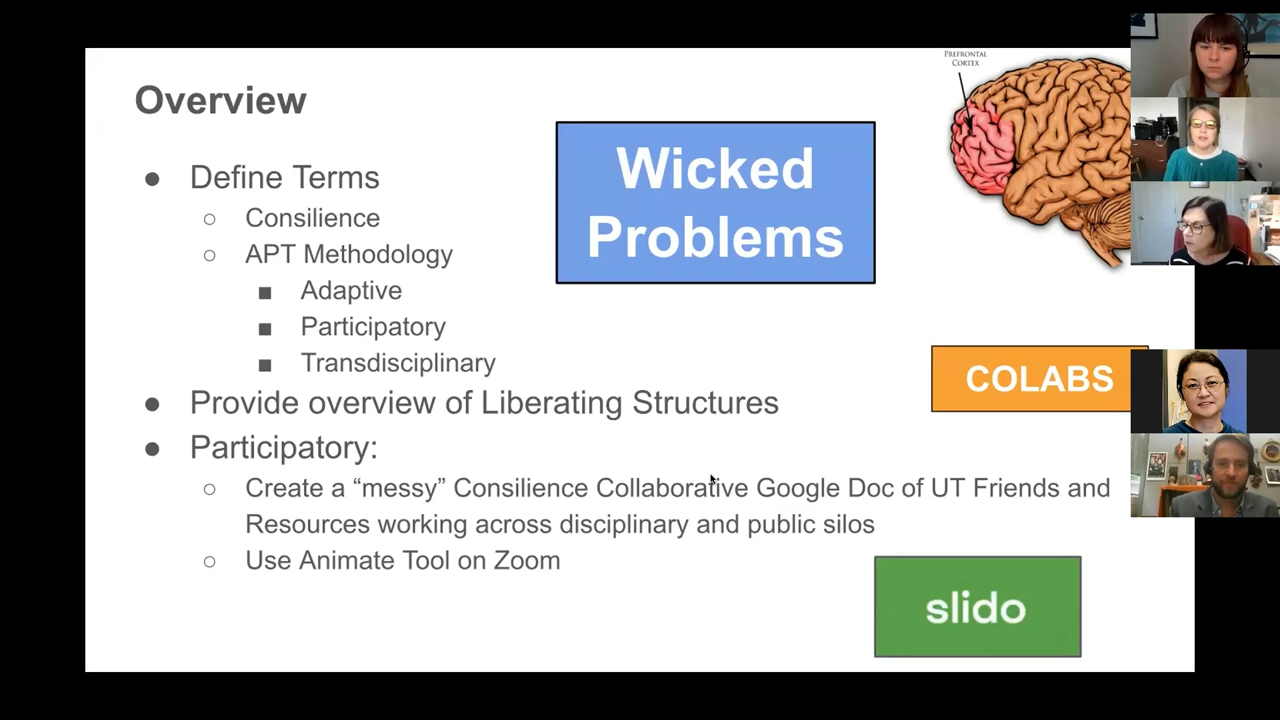 Overview
Define Terms
Consilience
APT Methodology
Adaptive
Participatory
Transdisciplinary
Provide overview of Liberating Structures
Participatory:
Create a “messy” Consilience Collaborative Google Doc of UT Friends and
Resources working across disciplinary and public silos
Use Animate Tool on Zoom
Wicked
Problems
PREFRONTAL
CORTEX
COLABS
slido